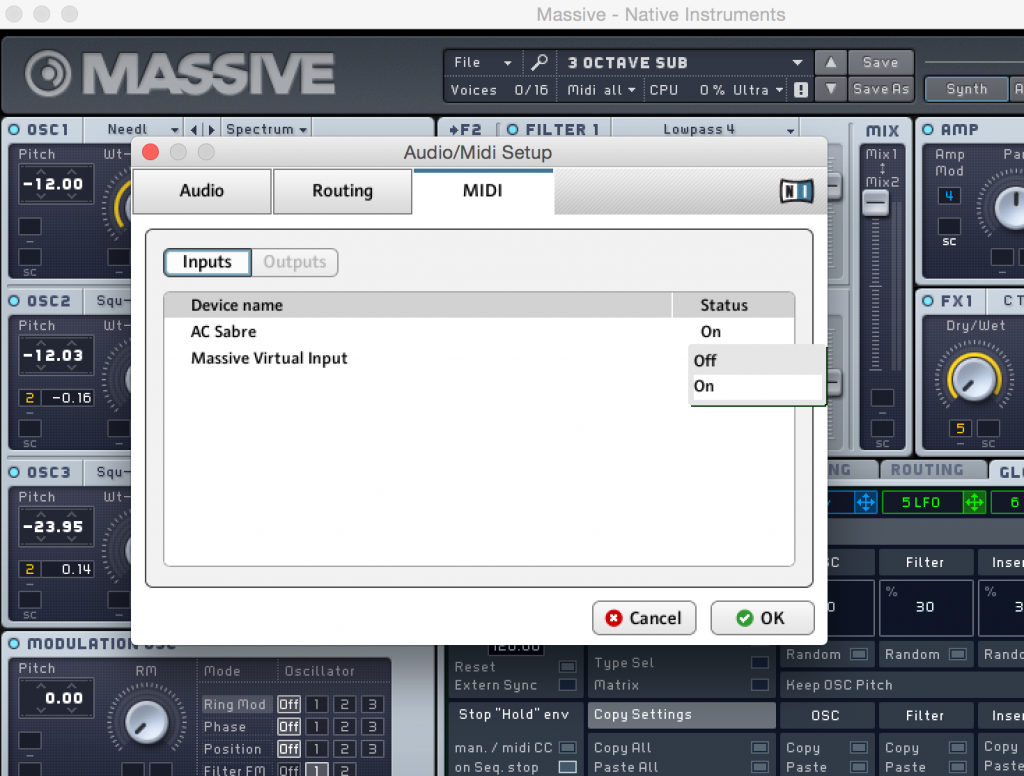 Massive - Native Instruments
MASSIVE
File 3 OCTAVE SUB Save
Voices 0/16 Midi all CPU 0% Ultra ! Save As Synth
OSC1 Needl Spectrum F2 FILTER 1 Lowpass 4 MIX AMP
Pitch Wt- Mix1 Amp Pa
Mix2 Mod
-12.00 4
SC SC
Audio/Midi Setup
Audio Routing MIDI NI
Inputs Outputs
Device name Status
AC Sabre On
Massive Virtual Input Off
On
Cancel OK
OSC2 Squ- FX1 C T
Pitch Wt- Dry/Wet
-12.03
2 -0.16 5
SC SC SC
OSC3 Squ- NG ROUTING GL
Pitch Wt- 5 LFO 6
-23.95
2 0.14
SC
C Filter Inser
0 % 30 % 3
MODULATION OSC Random Random Rando
Pitch RM Mode Oscillator Reset Type Sel
Extern Sync Matrix Keep OSC Pitch
0.00 Ring Mod Off 1 2 3 Stop "Hold" env Copy Settings OSC Filter Inser
Phase Off 1 2 3
Position Off 1 2 3 man. / midi CC Copy All Copy Copy Copy
Filter FM Off 1 2 on Seq. stop Paste All Paste Paste Paste